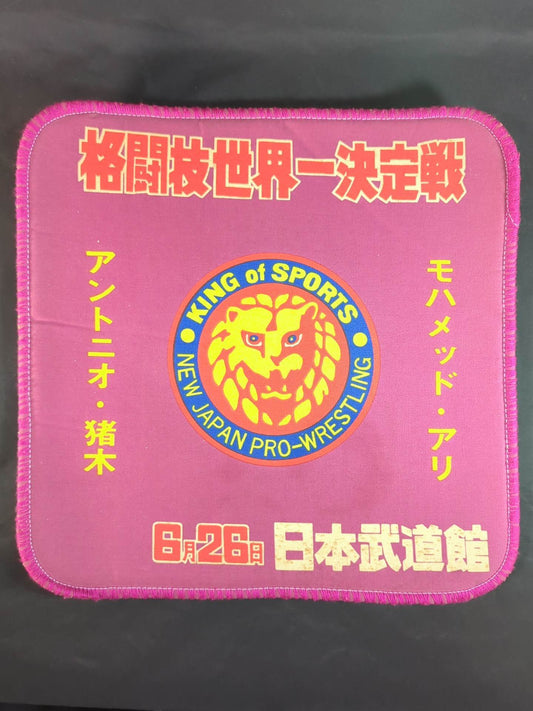 格闘技世界一決定戦
モハメッド・アリ
アントニオ・猪木
KING of SPORTS
NEW JAPAN PRO-WRESTLING
6月26日 日本武道館